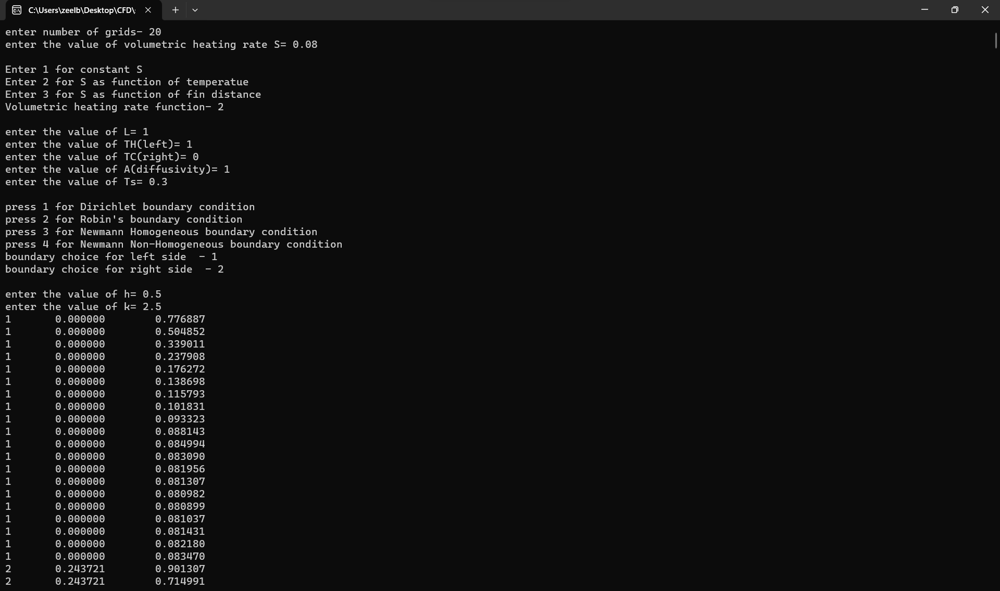 C:\Users\zeelb\Desktop\CFD\
enter number of grids- 20
enter the value of volumetric heating rate S= 0.08
Enter 1 for constant S
Enter 2 for S as function of temperatue
Enter 3 for S as function of fin distance
Volumetric heating rate function- 2
enter the value of L= 1
enter the value of TH(left)= 1
enter the value of TC(right)= 0
enter the value of A(diffusivity)= 1
enter the value of Ts= 0.3
press 1 for Dirichlet boundary condition
press 2 for Robin's boundary condition
press 3 for Newmann Homogeneous boundary condition
press 4 for Newmann Non-Homogeneous boundary condition
boundary choice for left side  - 1
boundary choice for right side  - 2
enter the value of h= 0.5
enter the value of k= 2.5
1       0.000000        0.776887
1       0.000000        0.504852
1       0.000000        0.339011
1       0.000000        0.237908
1       0.000000        0.176272
1       0.000000        0.138698
1       0.000000        0.115793
1       0.000000        0.101831
1       0.000000        0.093323
1       0.000000        0.088143
1       0.000000        0.084994
1       0.000000        0.083090
1       0.000000        0.081956
1       0.000000        0.081307
1       0.000000        0.080982
1       0.000000        0.080899
1       0.000000        0.081037
1       0.000000        0.081431
1       0.000000        0.082180
1       0.000000        0.083470
2       0.243721        0.901307
2       0.243721        0.714991